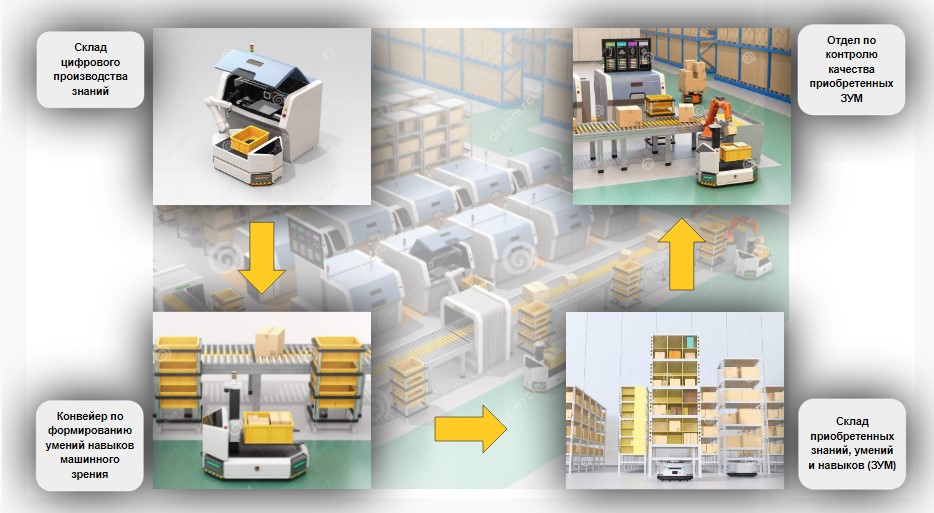 Склад
цифрового
производства
знаний
Отдел по
контролю
качества
приобретенных
ЗУМ
Конвейер по
формированию
умений навыков
машинного
зрения
Склад
приобретенных
знаний, умений
и навыков (ЗУМ)